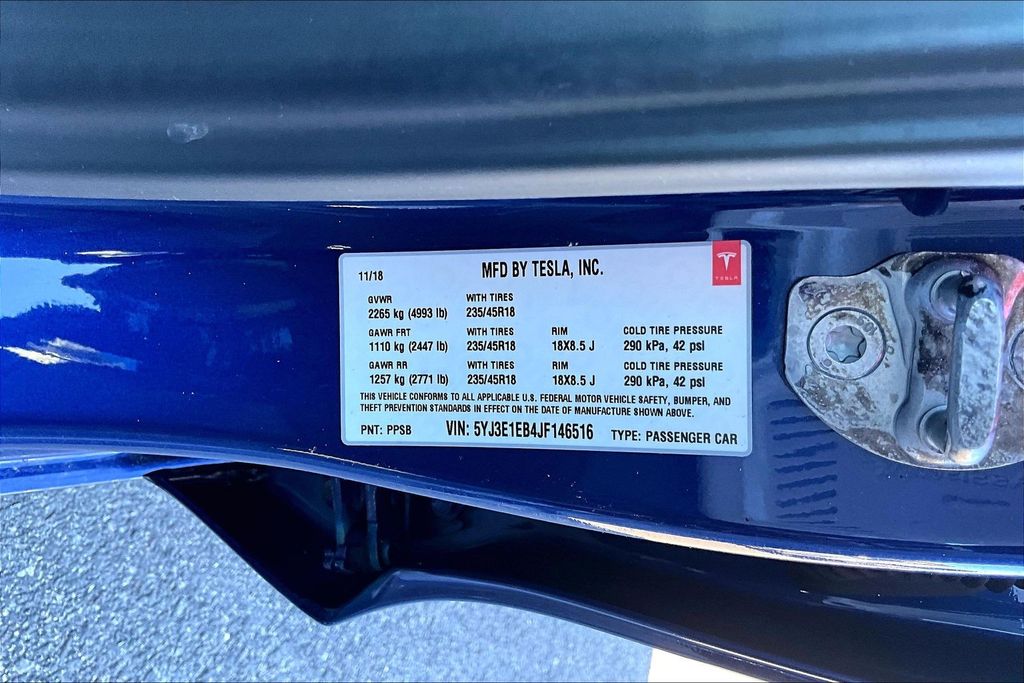 11/18
MFD BY TESLA, INC.
TESLA
GVWR WITH TIRES
2265 kg (4993 lb) 235/45R18
GAWR FRT WITH TIRES RIM COLD TIRE PRESSURE
1110 kg (2447 lb) 235/45R18 18X8.5 J 290 kPa, 42 psi
GAWR RR WITH TIRES RIM COLD TIRE PRESSURE
1257 kg (2771 lb) 235/45R18 18X8.5 J 290 kPa, 42 psi
THIS VEHICLE CONFORMS TO ALL APPLICABLE U.S. FEDERAL MOTOR VEHICLE SAFETY, BUMPER, AND
THEFT PREVENTION STANDARDS IN EFFECT ON THE DATE OF MANUFACTURE SHOWN ABOVE.
PNT: PPSB VIN: 5YJ3E1EB4JF146516 TYPE: PASSENGER CAR